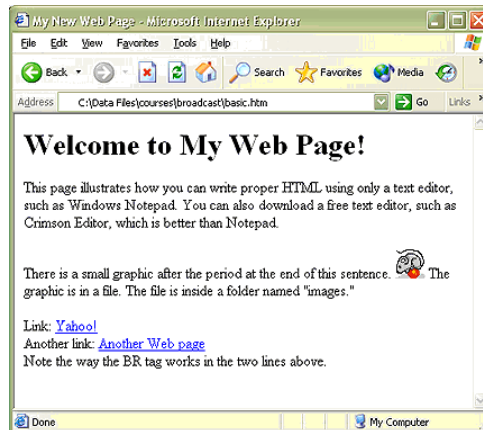 My New Web Page - Microsoft Internet Explorer
File Edit View Favorites Tools Help
Back Search Favorites Media
Address C:\Data Files\courses\broadcast\basic.htm Go Links
Welcome to My Web Page!
This page illustrates how you can write proper HTML using only a text editor,
such as Windows Notepad. You can also download a free text editor, such as
Crimson Editor, which is better than Notepad.
There is a small graphic after the period at the end of this sentence. The
graphic is in a file. The file is inside a folder named "images."
Link: Yahoo!
Another link: Another Web page
Note the way the BR tag works in the two lines above.
Done My Computer